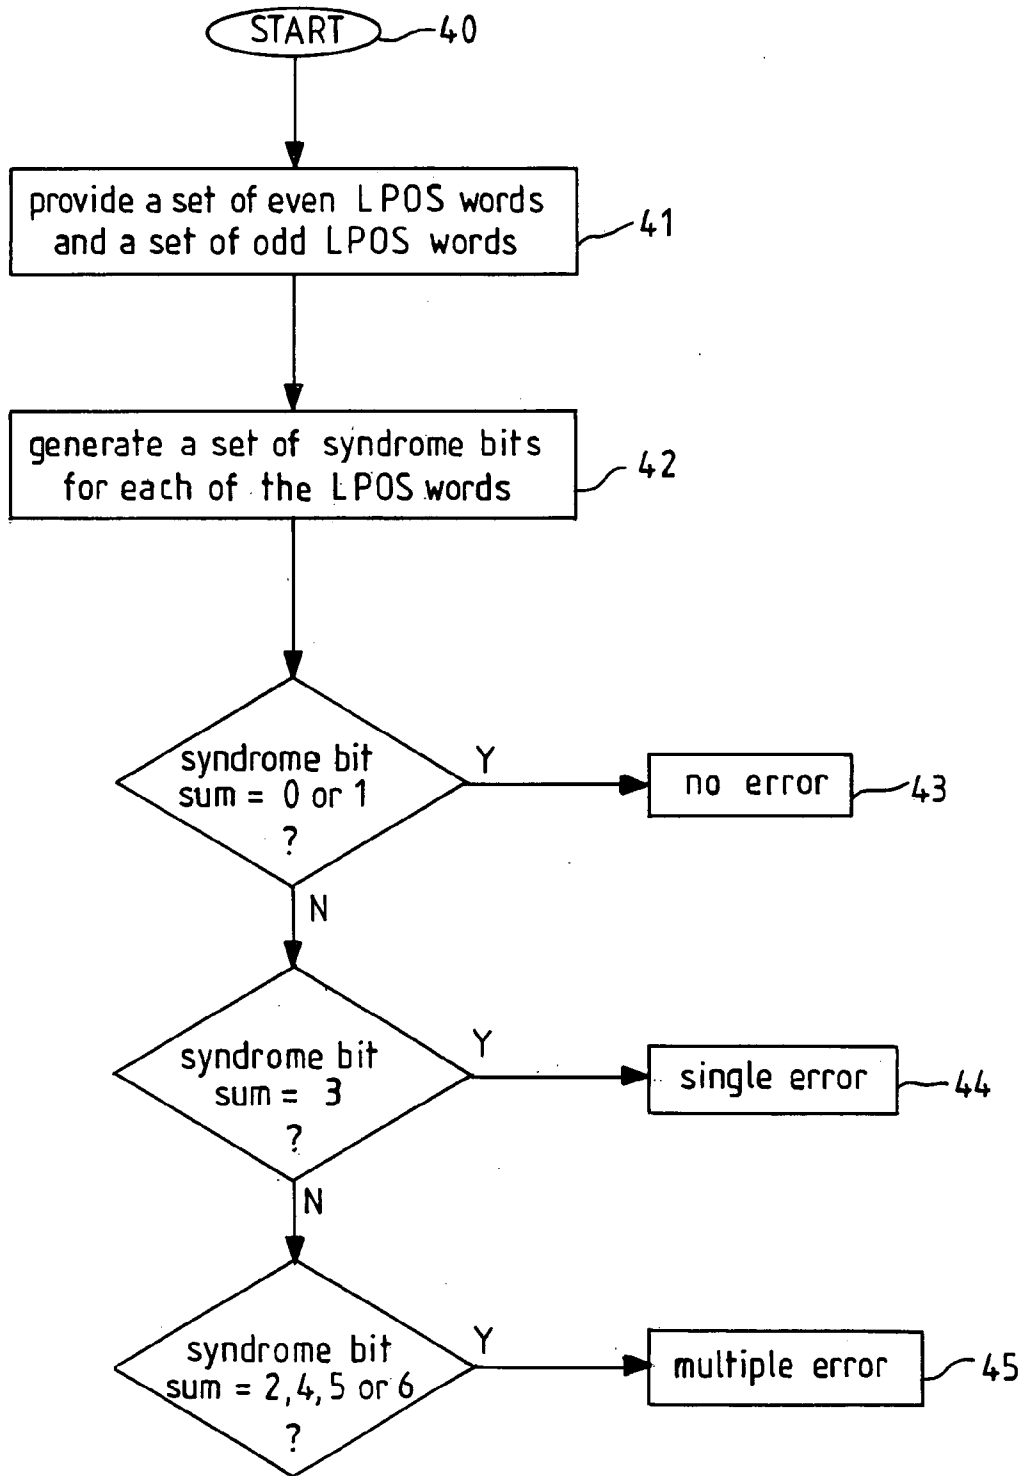 START
40
provide a set of even LPOS words
and a set of odd LPOS words
41
generate a set of syndrome bits
for each of the LPOS words
42
syndrome bit
sum = 0 or 1
?
Y
no error
43
N
syndrome bit
sum = 3
?
Y
single error
44
N
syndrome bit
sum = 2,4,5 or 6
?
Y
multiple error
45